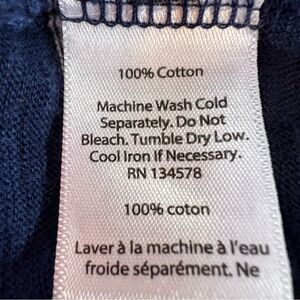 100% Cotton
Machine Wash Cold
Separately. Do Not
Bleach. Tumble Dry Low.
Cool Iron If Necessary.
RN 134578
100% coton
Laver à la machine à l'eau
froide séparément. Ne